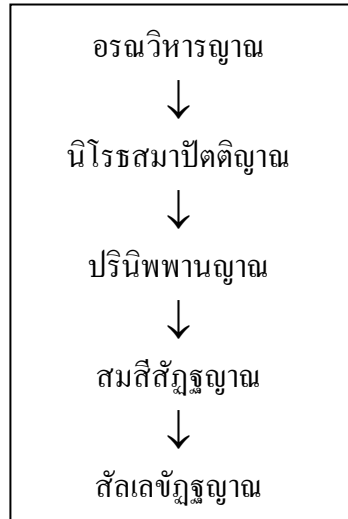 อรณวิหารญาณ
↓
นิโรธสมาปัตติญาณ
↓
ปรินิพพานญาณ
↓
สมสีสัฏฐญาณ
↓
สัลเลขัฏฐญาณ